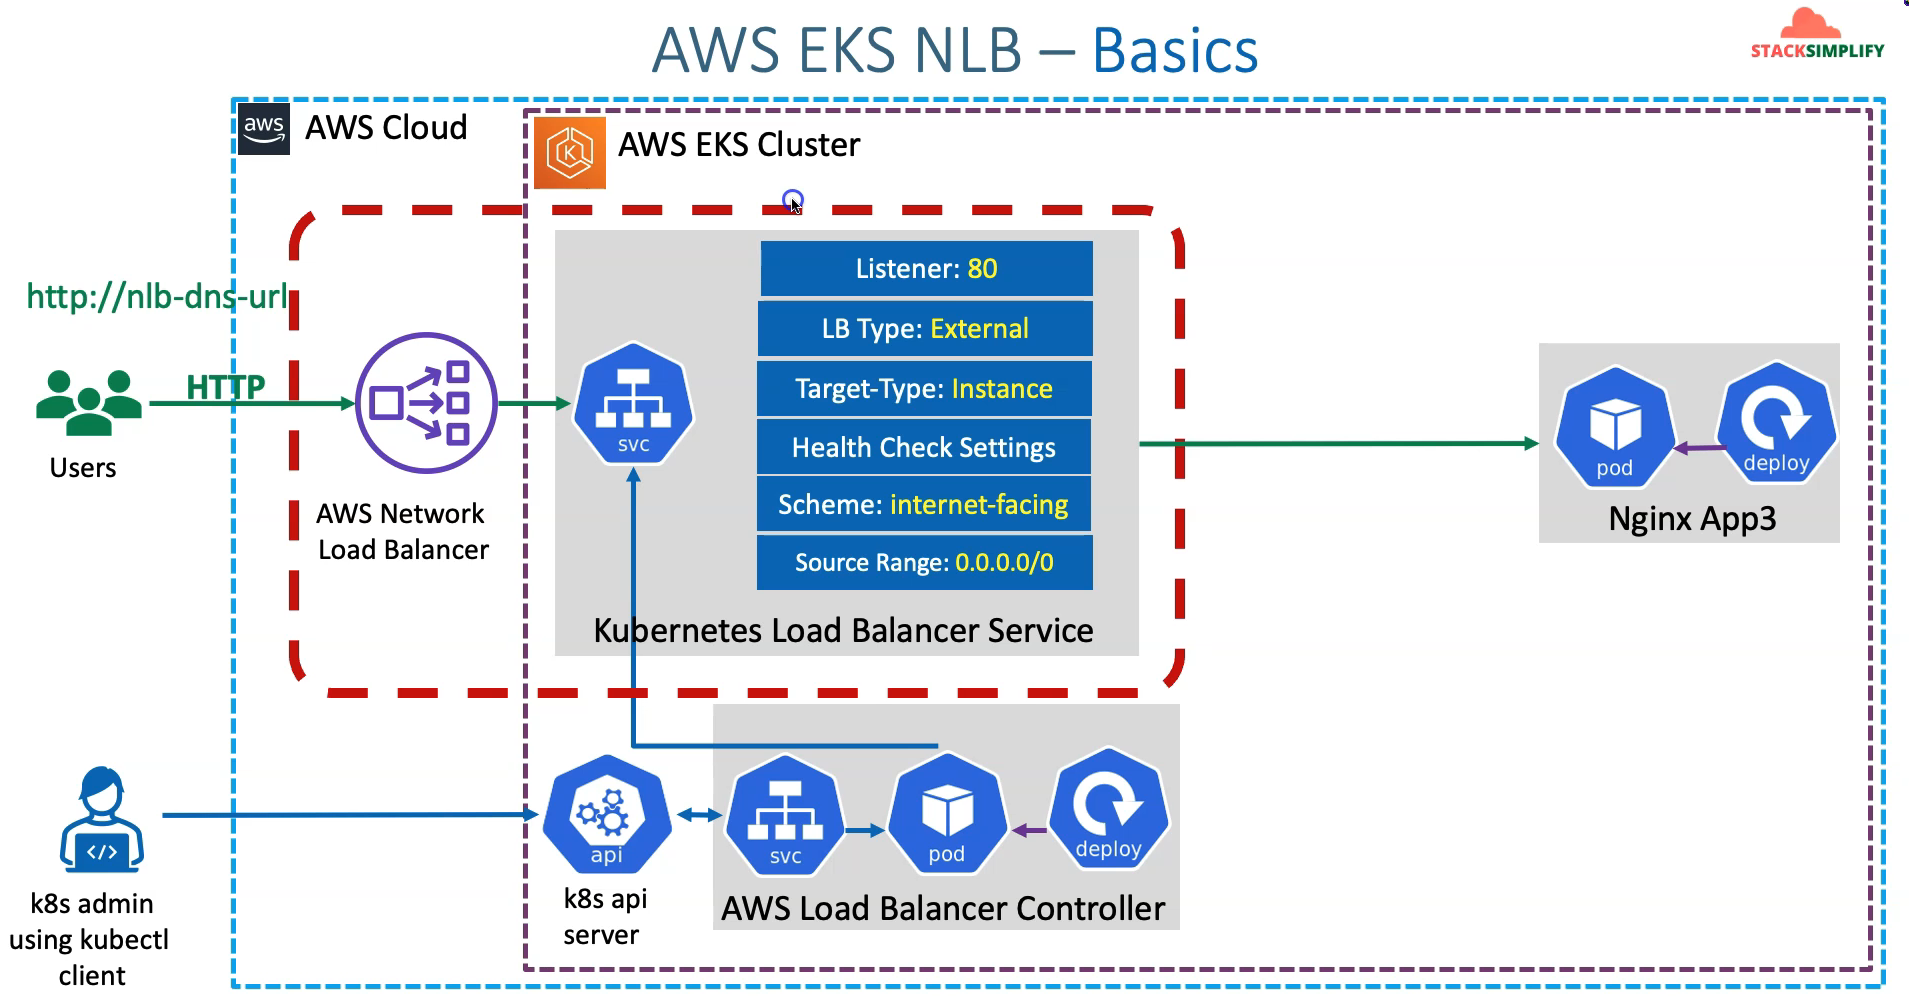 AWS EKS NLB – Basics
STACKSIMPLIFY
aws
AWS Cloud
K
AWS EKS Cluster
http://nlb-dns-url
HTTP
Users
AWS Network
Load Balancer
svc
Listener: 80
LB Type: External
Target-Type: Instance
Health Check Settings
Scheme: internet-facing
Source Range: 0.0.0.0/0
Kubernetes Load Balancer Service
pod
deploy
Nginx App3
</>
k8s admin
using kubectl
client
api
k8s api
server
svc
pod
deploy
AWS Load Balancer Controller